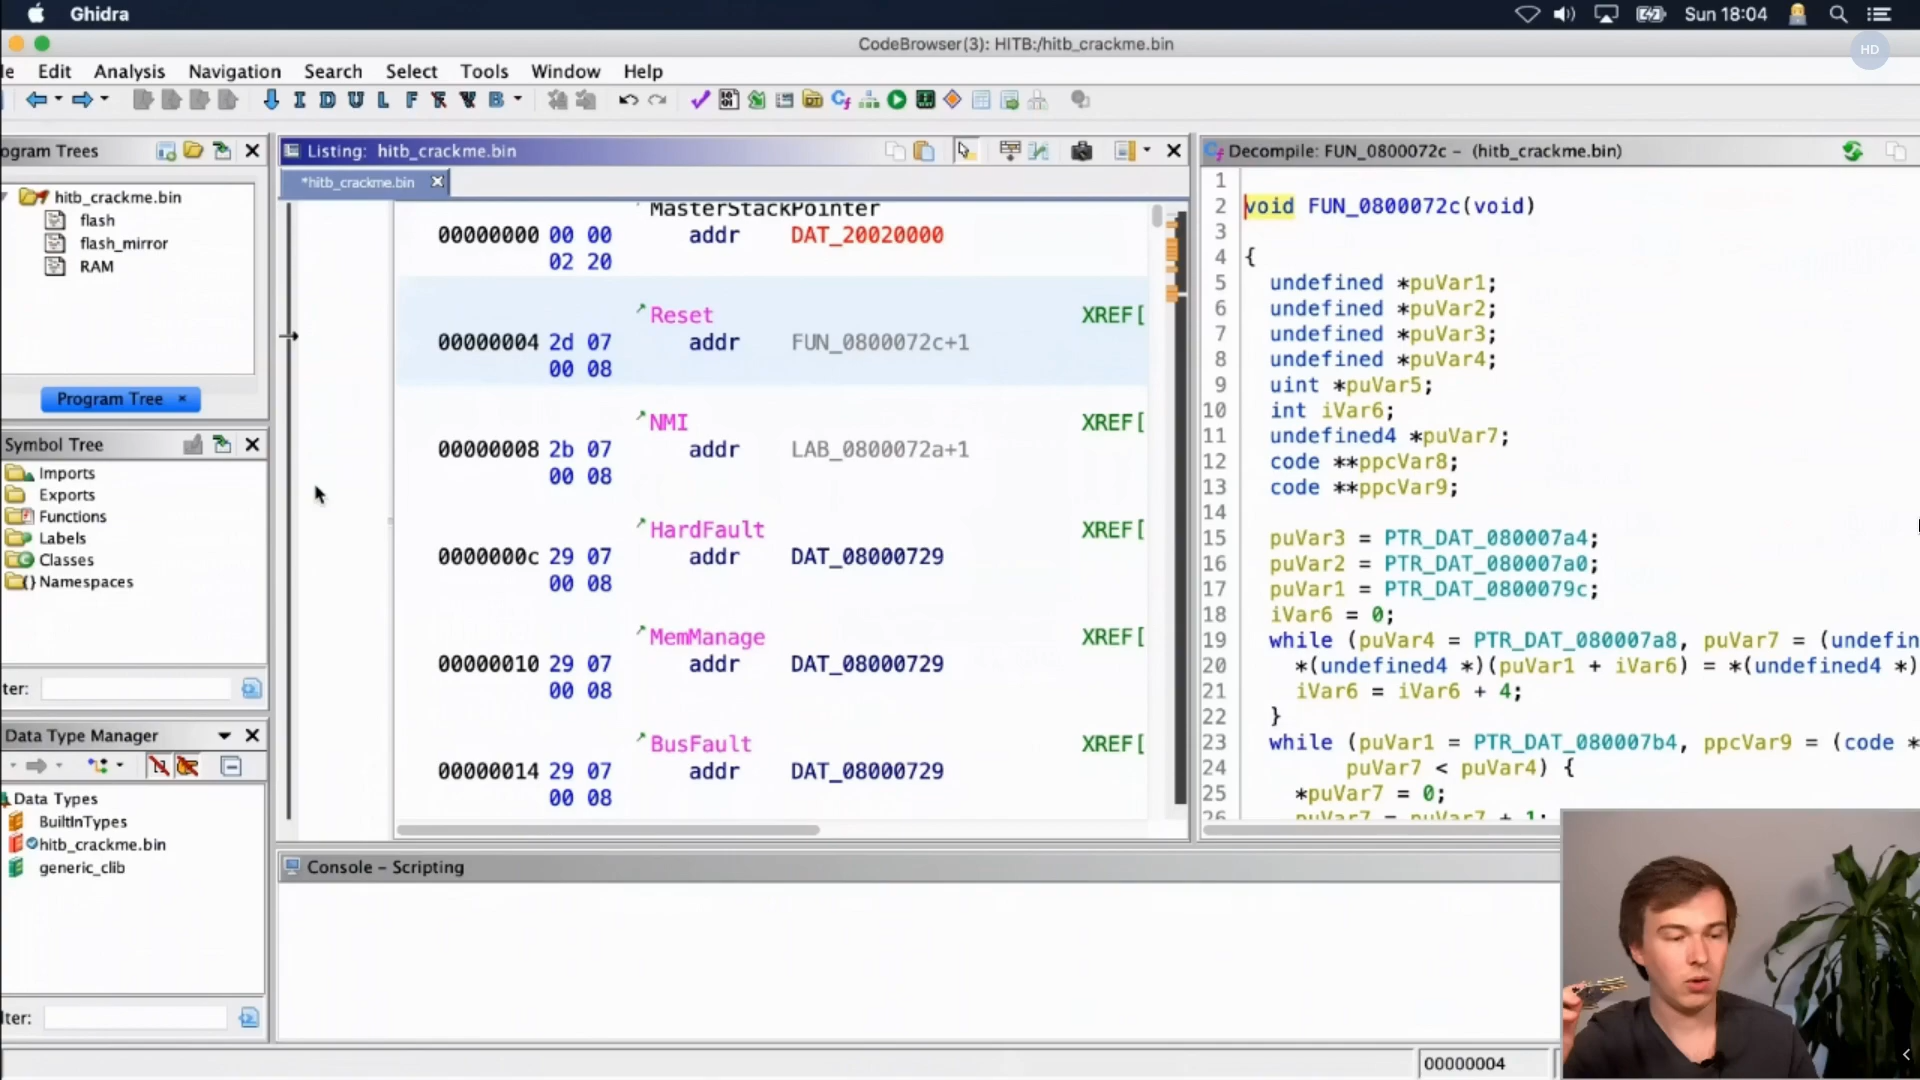 Ghidra
Sun 18:04
CodeBrowser(3): HITB:/hitb_crackme.bin
HD
le Edit Analysis Navigation Search Select Tools Window Help
I D U L F V B
ogram Trees
hitb_crackme.bin
flash
flash_mirror
RAM
Program Tree ×
Symbol Tree
Imports
Exports
Functions
Labels
Classes
Namespaces
ter:
Data Type Manager
Data Types
BuiltInTypes
hitb_crackme.bin
generic_clib
lter:
Listing: hitb_crackme.bin
*hitb_crackme.bin
MasterStackPointer
00000000 00 00 addr DAT_20020000
02 20
Reset XREF[
00000004 2d 07 addr FUN_0800072c+1
00 08
NMI XREF[
00000008 2b 07 addr LAB_0800072a+1
00 08
HardFault XREF[
0000000c 29 07 addr DAT_08000729
00 08
MemManage XREF[
00000010 29 07 addr DAT_08000729
00 08
BusFault XREF[
00000014 29 07 addr DAT_08000729
00 08
Decompile: FUN_0800072c - (hitb_crackme.bin)
1
2 void FUN_0800072c(void)
3
4 {
5 undefined *puVar1;
6 undefined *puVar2;
7 undefined *puVar3;
8 undefined *puVar4;
9 uint *puVar5;
10 int iVar6;
11 undefined4 *puVar7;
12 code **ppcVar8;
13 code **ppcVar9;
14
15 puVar3 = PTR_DAT_080007a4;
16 puVar2 = PTR_DAT_080007a0;
17 puVar1 = PTR_DAT_0800079c;
18 iVar6 = 0;
19 while (puVar4 = PTR_DAT_080007a8, puVar7 = (undefin
20 *(undefined4 *)(puVar1 + iVar6) = *(undefined4 *)
21 iVar6 = iVar6 + 4;
22 }
23 while (puVar1 = PTR_DAT_080007b4, ppcVar9 = (code *
24 puVar7 < puVar4) {
25 *puVar7 = 0;
26 puVar7 = puVar7 + 1;
Console - Scripting
00000004